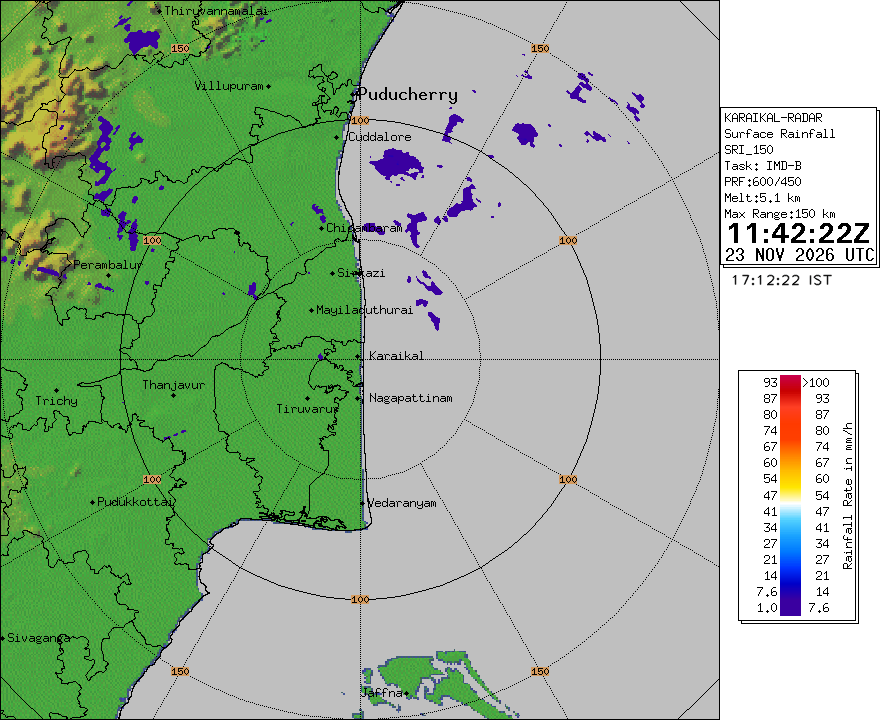 Thiruvannamalai
150
150
Villupuram
Puducherry
100
Cuddalore
Chidambaram
100
100
Perambalur
Sirkazi
Mayiladuthurai
Karaikal
Thanjavur
Trichy
Tiruvarur
Nagapattinam
100
100
Pudukkottai
Vedaranyam
100
Sivaganga
150
150
Jaffna
KARAIKAL-RADAR
Surface Rainfall
SRI_150
Task: IMD-B
PRF:600/450
Melt:5.1 km
Max Range:150 km
11:42:22Z
23 NOV 2026 UTC
17:12:22 IST
93 >100
87 93
80 87
74 80
67 74
60 67
54 60
47 54
41 47
34 41
27 34
21 27
14 21
7.6 14
1.0 7.6
Rainfall Rate in mm/h